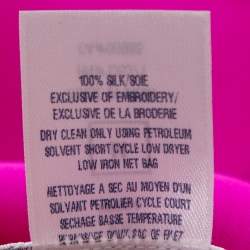 100% SILK/SOIE
EXCLUSIVE OF EMBROIDERY/
EXCLUSIVE DE LA BRODERIE
DRY CLEAN ONLY USING PETROLEUM
SOLVENT SHORT CYCLE LOW DRYER
LOW IRON NET BAG
NETTOYAGE A SEC AU MOYEN D'UN
SOLVANT PETROLIER CYCLE COURT
SECHAGE BASSE TEMPERATURE